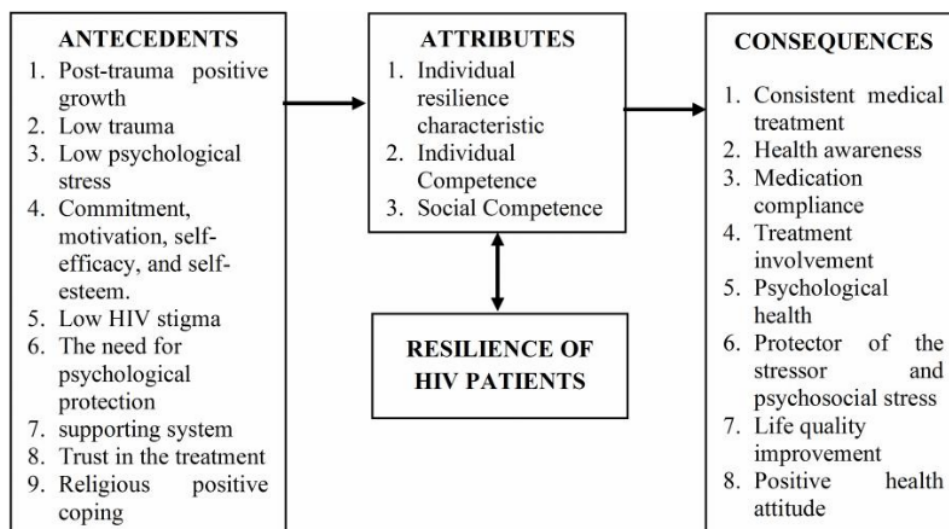 ANTECEDENTS
1. Post-trauma positive
growth
2. Low trauma
3. Low psychological
stress
4. Commitment,
motivation, self-
efficacy, and self-
esteem.
5. Low HIV stigma
6. The need for
psychological
protection
7. supporting system
8. Trust in the treatment
9. Religious positive
coping
ATTRIBUTES
1. Individual
resilience
characteristic
2. Individual
Competence
3. Social Competence
RESILIENCE OF
HIV PATIENTS
CONSEQUENCES
1. Consistent medical
treatment
2. Health awareness
3. Medication
compliance
4. Treatment
involvement
5. Psychological
health
6. Protector of the
stressor and
psychosocial stress
7. Life quality
improvement
8. Positive health
attitude